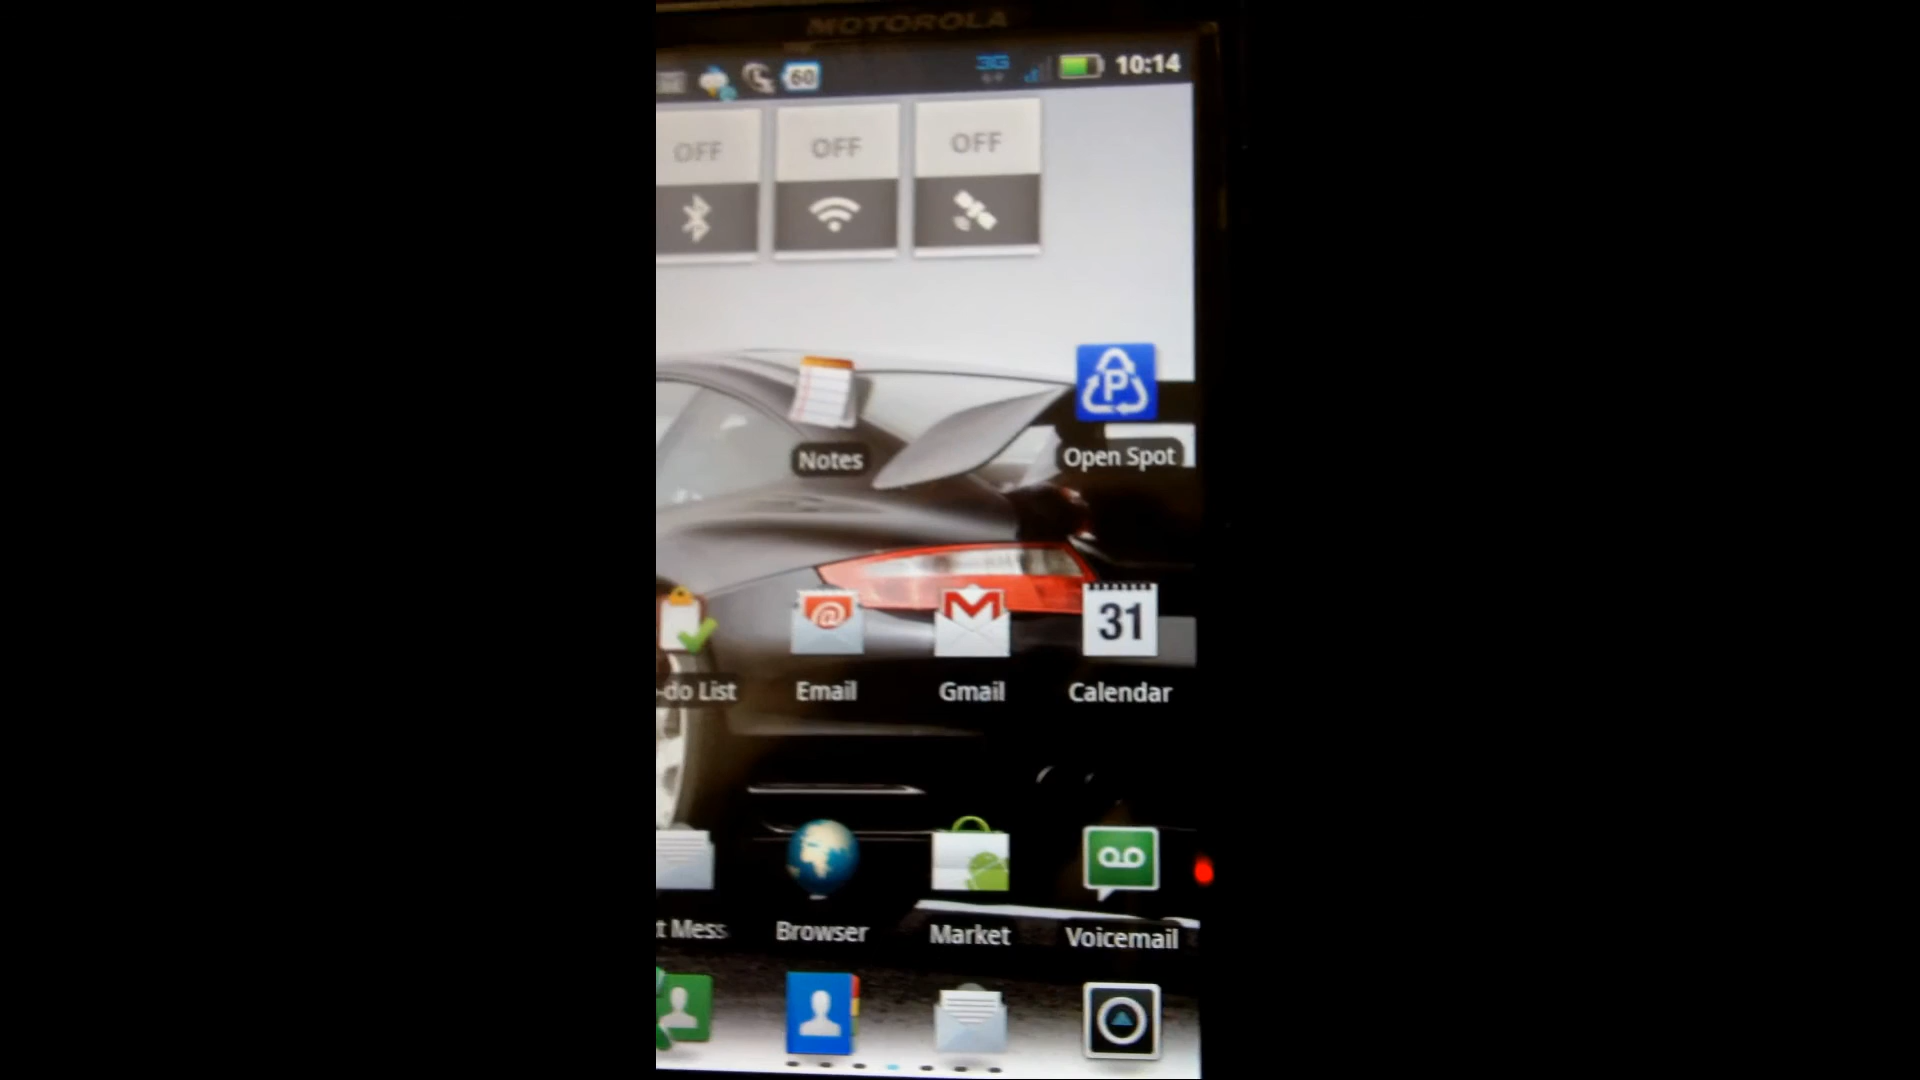 MOTOROLA
60 3G 10:14
OFF OFF OFF
P
Notes Open Spot
@ M 31
-do List Email Gmail Calendar
t Mess Browser Market Voicemail